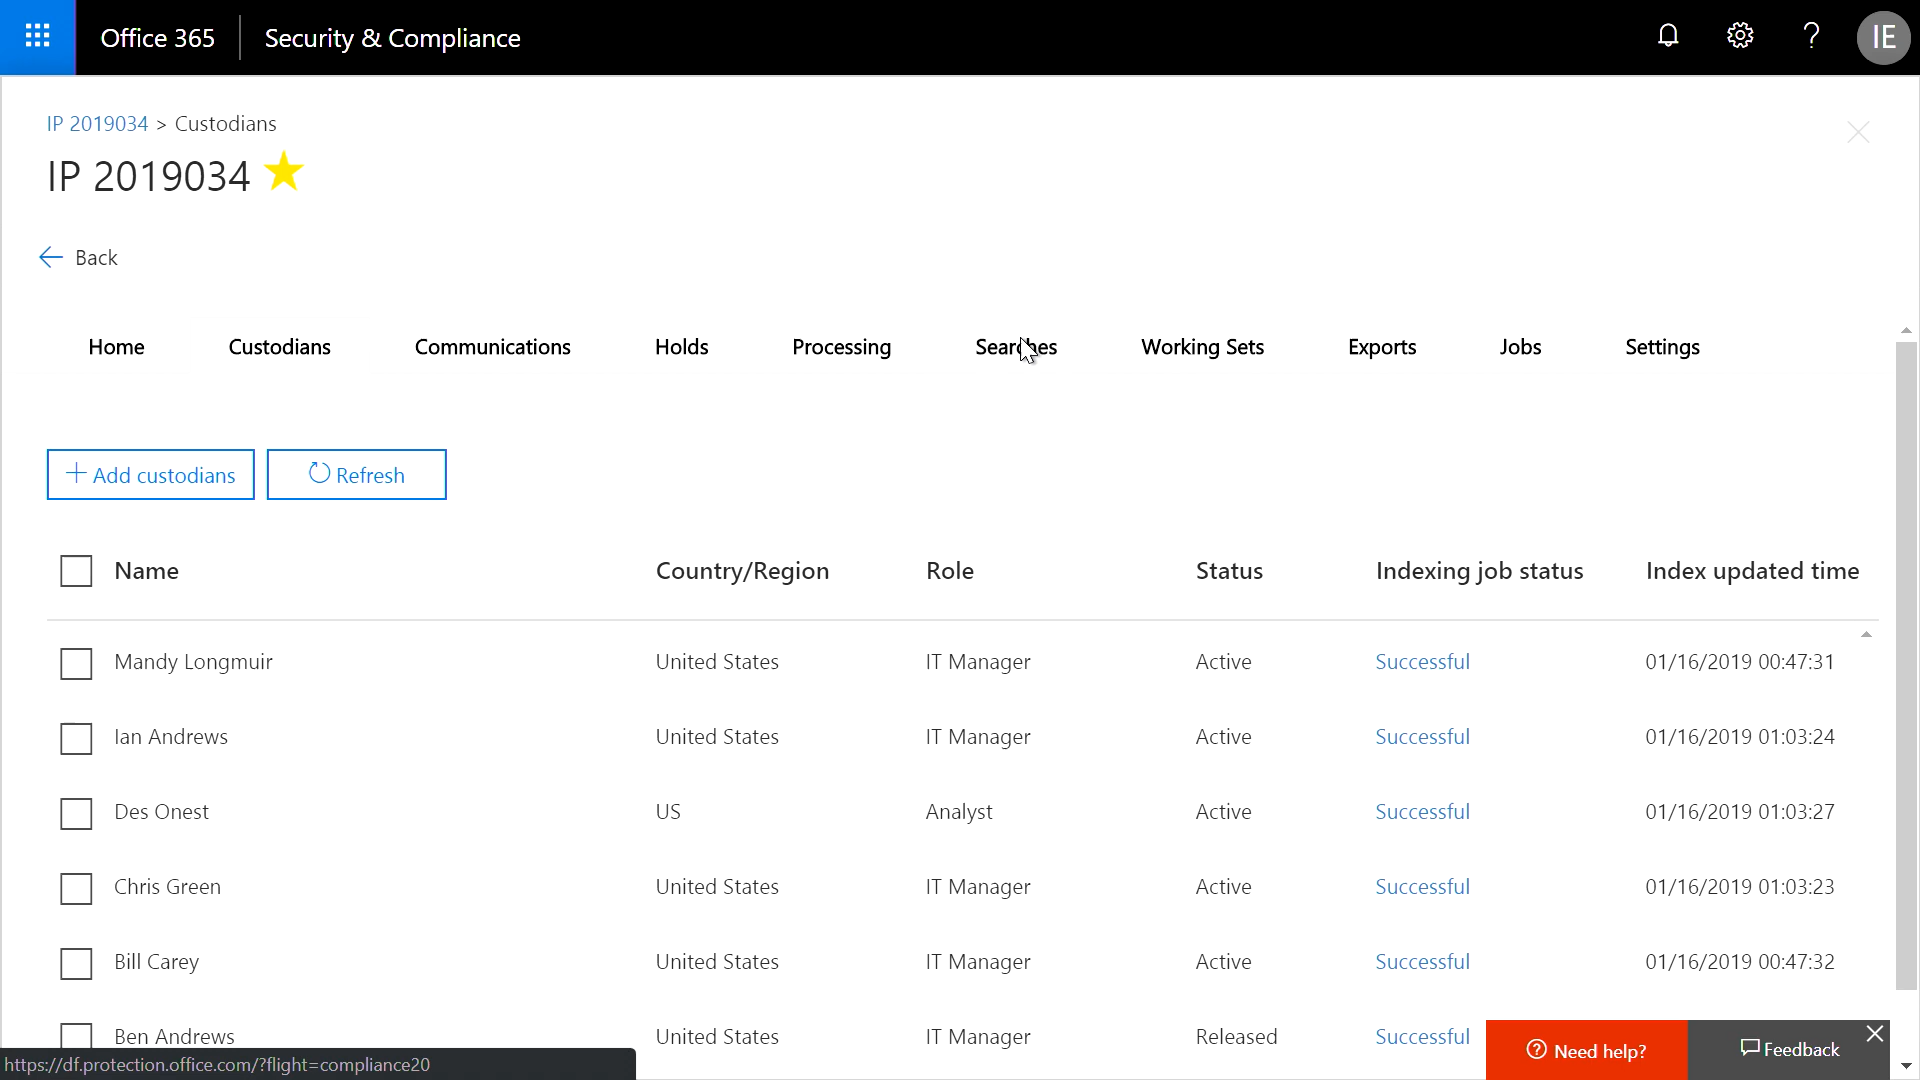 Office 365 Security & Compliance ? IE
IP 2019034 > Custodians
IP 2019034
Back
Home Custodians Communications Holds Processing Searches Working Sets Exports Jobs Settings
Add custodians Refresh
Name Country/Region Role Status Indexing job status Index updated time
Mandy Longmuir United States IT Manager Active Successful 01/16/2019 00:47:31
Ian Andrews United States IT Manager Active Successful 01/16/2019 01:03:24
Des Onest US Analyst Active Successful 01/16/2019 01:03:27
Chris Green United States IT Manager Active Successful 01/16/2019 01:03:23
Bill Carey United States IT Manager Active Successful 01/16/2019 00:47:32
Ben Andrews United States IT Manager Released Successful
Need help? Feedback
https://df.protection.office.com/?flight=compliance20